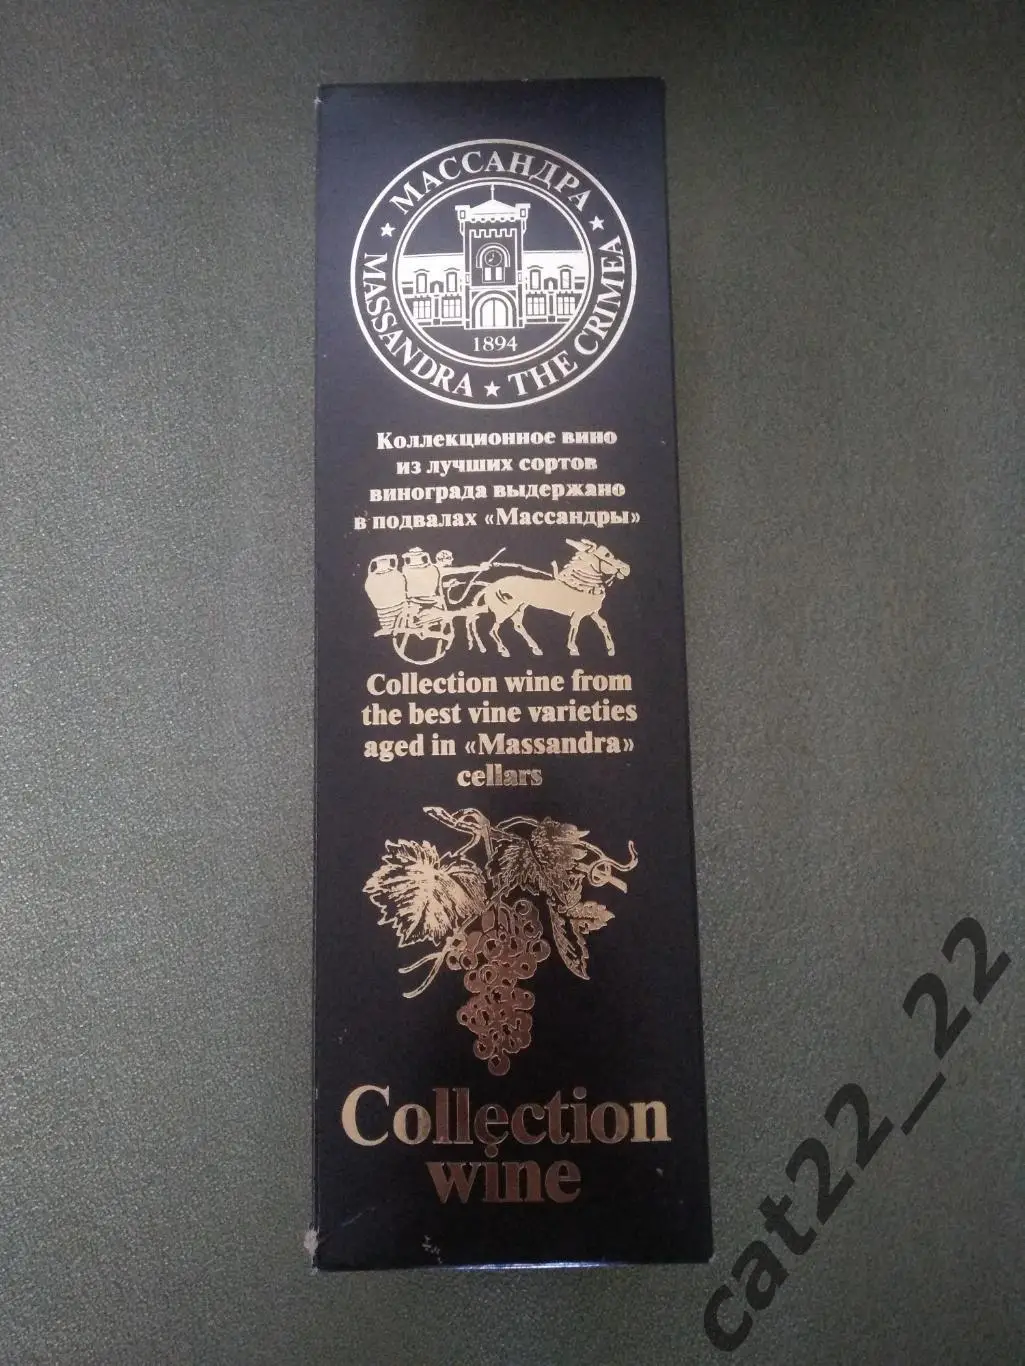 МАССАНДРА
MASSANDRA ★ THE CRIMEA
1894
Коллекционное вино
из лучших сортов
винограда выдержано
в подвалах «Массандры»
Collection wine from
the best vine varieties
aged in «Massandra»
cellars
Collection
wine
cat22_22